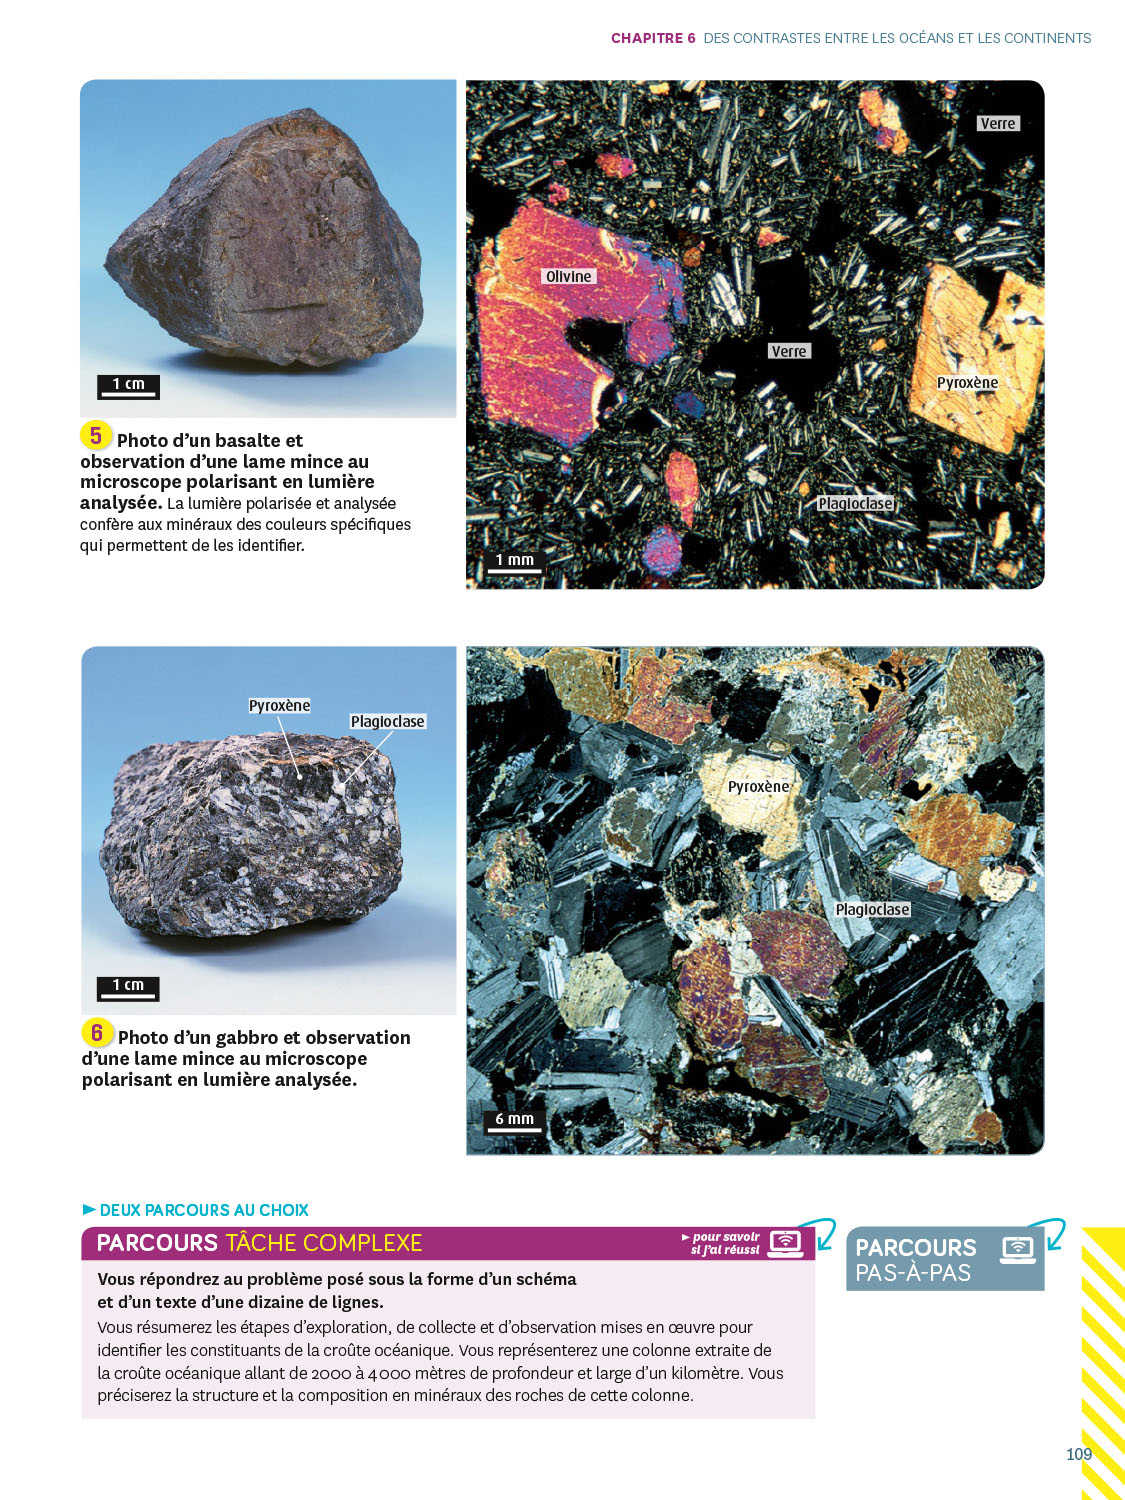 CHAPITRE 6 DES CONTRASTES ENTRE LES OCÉANS ET LES CONTINENTS
1 cm
5 Photo d'un basalte et
observation d'une lame mince au
microscope polarisant en lumière
analysée. La lumière polarisée et analysée
confère aux minéraux des couleurs spécifiques
qui permettent de les identifier.
Verre
Olivine
Verre
Pyroxène
Plagioclase
1 mm
Pyroxène
Plagioclase
1 cm
6 Photo d'un gabbro et observation
d'une lame mince au microscope
polarisant en lumière analysée.
Pyroxène
Plagioclase
6 mm
DEUX PARCOURS AU CHOIX
PARCOURS TÂCHE COMPLEXE
pour savoir
si j'ai réussi
Vous répondrez au problème posé sous la forme d'un schéma
et d'un texte d'une dizaine de lignes.
Vous résumerez les étapes d'exploration, de collecte et d'observation mises en œuvre pour
identifier les constituants de la croûte océanique. Vous représenterez une colonne extraite de
la croûte océanique allant de 2000 à 4000 mètres de profondeur et large d'un kilomètre. Vous
préciserez la structure et la composition en minéraux des roches de cette colonne.
PARCOURS
PAS-À-PAS
109